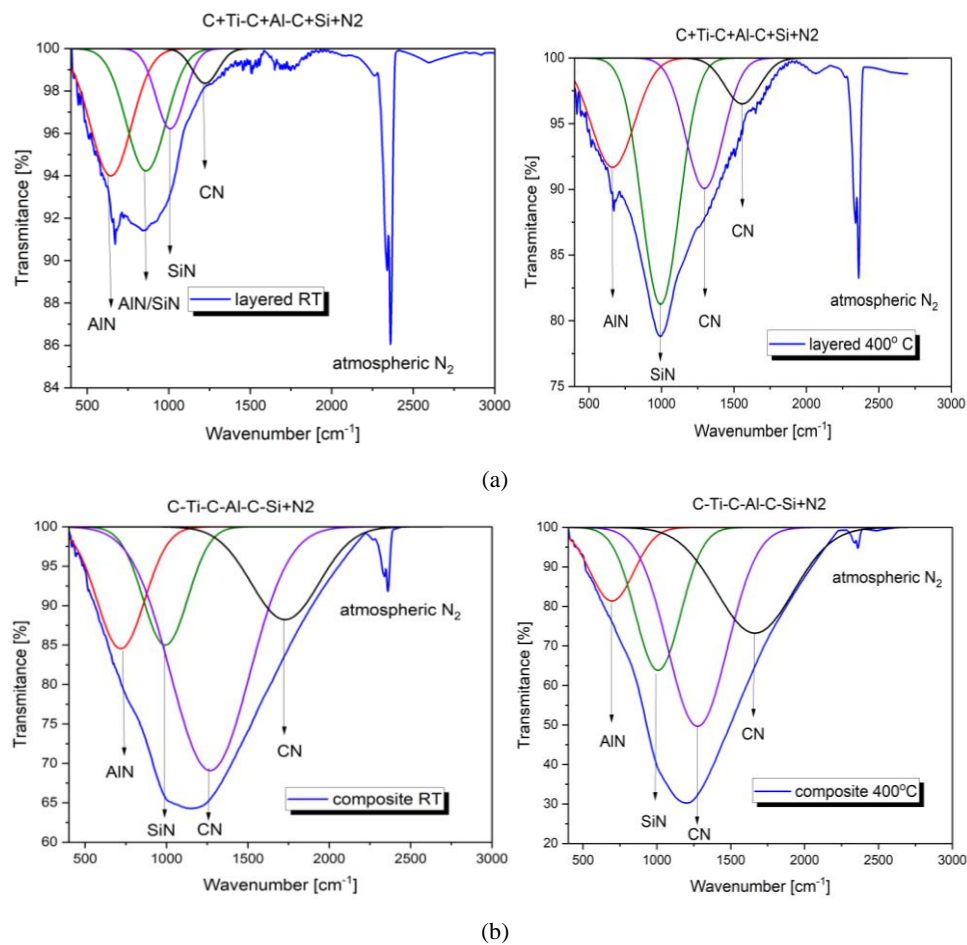 C+Ti-C+Al-C+Si+N2
100
98
96
94
92
90
88
86
84
Transmitance [%]
500 1000 1500 2000 2500 3000
Wavenumber [cm-1]
AlN
AlN/SiN
SiN
CN
layered RT
atmospheric N2
C+Ti-C+Al-C+Si+N2
100
95
90
85
80
75
Transmitance [%]
500 1000 1500 2000 2500 3000
Wavenumber [cm-1]
AlN
SiN
CN
CN
atmospheric N2
layered 400o C
(a)
C-Ti-C-Al-C-Si+N2
100
95
90
85
80
75
70
65
60
Transmitance [%]
500 1000 1500 2000 2500 3000
Wavenumber [cm-1]
AlN
SiN
CN
CN
atmospheric N2
composite RT
C-Ti-C-Al-C-Si+N2
100
90
80
70
60
50
40
30
20
Transmitance [%]
500 1000 1500 2000 2500 3000
Wavenumber [cm-1]
AlN
SiN
CN
CN
atmospheric N2
composite 400oC
(b)